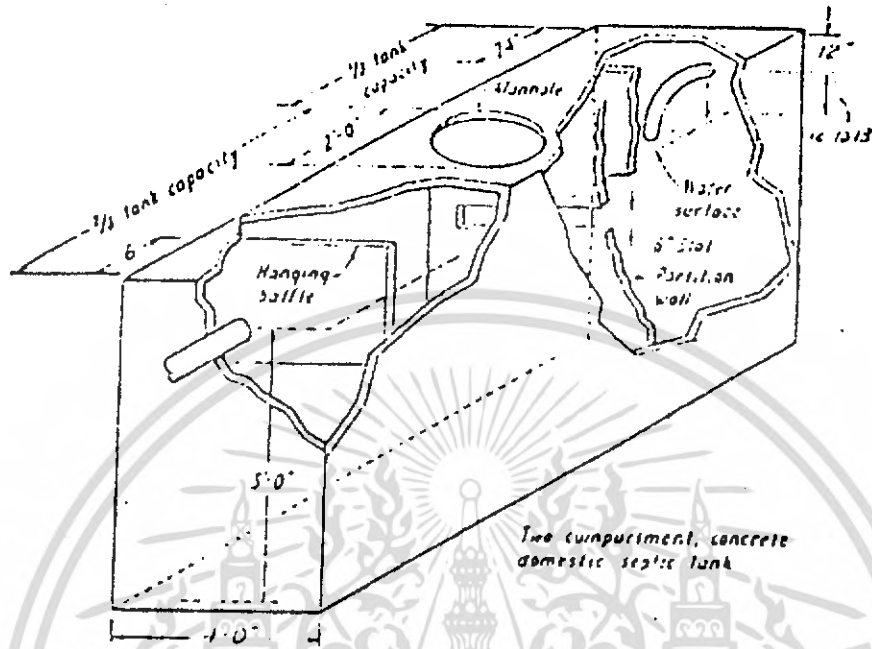 1/3 tank
capacity
Manhole
2'-0"
2/3 tank capacity
6
12"
Water
surface
6" Slot
Partition
wall
Hanging
baffle
5'-0"
4'-0"
Two compartment, concrete
domestic septic tank